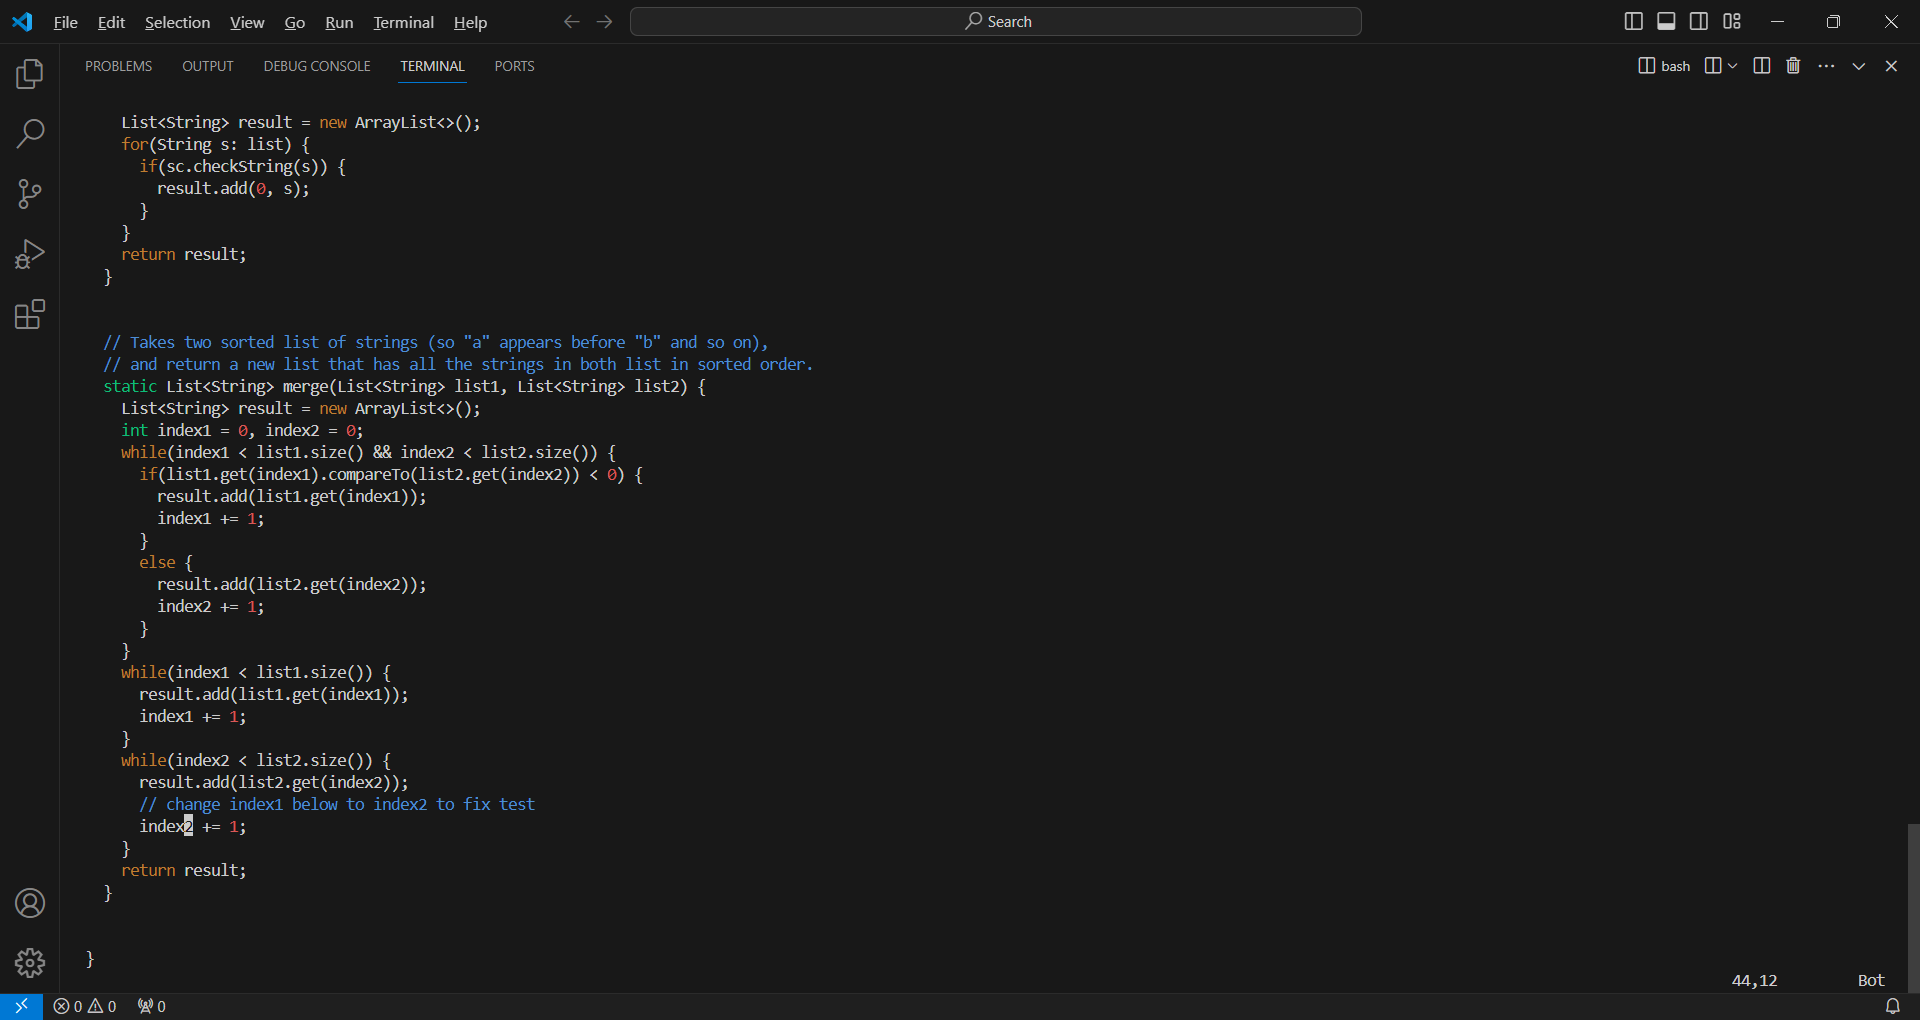 File Edit Selection View Go Run Terminal Help Search
PROBLEMS OUTPUT DEBUG CONSOLE TERMINAL PORTS bash
List<String> result = new ArrayList<>();
for(String s: list) {
if(sc.checkString(s)) {
result.add(0, s);
}
}
return result;
}
// Takes two sorted list of strings (so "a" appears before "b" and so on),
// and return a new list that has all the strings in both list in sorted order.
static List<String> merge(List<String> list1, List<String> list2) {
List<String> result = new ArrayList<>();
int index1 = 0, index2 = 0;
while(index1 < list1.size() && index2 < list2.size()) {
if(list1.get(index1).compareTo(list2.get(index2)) < 0) {
result.add(list1.get(index1));
index1 += 1;
}
else {
result.add(list2.get(index2));
index2 += 1;
}
}
while(index1 < list1.size()) {
result.add(list1.get(index1));
index1 += 1;
}
while(index2 < list2.size()) {
result.add(list2.get(index2));
// change index1 below to index2 to fix test
index2 += 1;
}
return result;
}
}
44,12 Bot
0 0 0